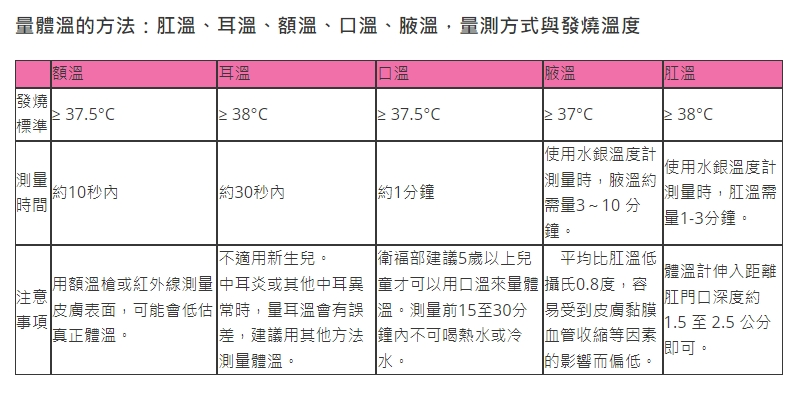 量體溫的方法：肛溫、耳溫、額溫、口溫、腋溫，量測方式與發燒溫度
額溫 耳溫 口溫 腋溫 肛溫
發燒
標準
≥ 37.5°C
≥ 38°C
≥ 37.5°C
≥ 37°C
≥ 38°C
測量
時間
約10秒內
約30秒內
約1分鐘
使用水銀溫度計
測量時，腋溫約
需量3～10 分
鐘。
使用水銀溫度計
測量時，肛溫需
量1-3分鐘。
注意
事項
用額溫槍或紅外線測量
皮膚表面，可能會低估
真正體溫。
不適用新生兒。
中耳炎或其他中耳異
常時，量耳溫會有誤
差，建議用其他方法
測量體溫。
衛福部建議5歲以上兒
童才可以用口溫來量體
溫。測量前15至30分
鐘內不可喝熱水或冷
水。
平均比肛溫低
攝氏0.8度，容
易受到皮膚黏膜
血管收縮等因素
的影響而偏低。
體溫計伸入距離
肛門口深度約
1.5 至 2.5 公分
即可。